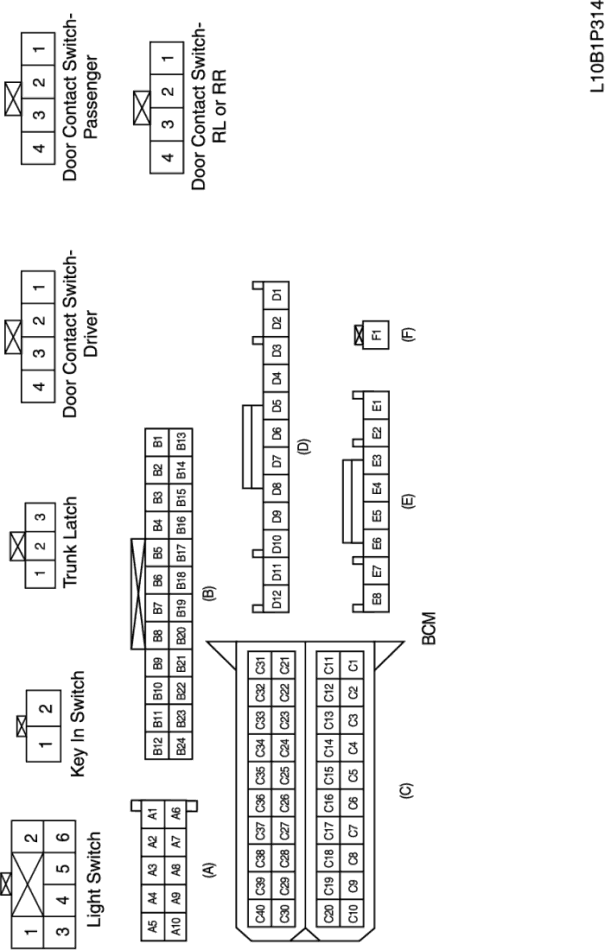 1 2
3 4 5 6
Light Switch
1 2
Key In Switch
1 2 3
Trunk Latch
4 3 2 1
Door Contact Switch-
Driver
4 3 2 1
Door Contact Switch-
Passenger
A5 A4 A3 A2 A1
A10 A9 A8 A7 A6
(A)
B12 B11 B10 B9 B8 B7 B6 B5 B4 B3 B2 B1
B24 B23 B22 B21 B20 B19 B18 B17 B16 B15 B14 B13
(B)
4 3 2 1
Door Contact Switch-
RL or RR
C40 C39 C38 C37 C36 C35 C34 C33 C32 C31
C30 C29 C28 C27 C26 C25 C24 C23 C22 C21
C20 C19 C18 C17 C16 C15 C14 C13 C12 C11
C10 C9 C8 C7 C6 C5 C4 C3 C2 C1
(C)
D12 D11 D10 D9 D8 D7 D6 D5 D4 D3 D2 D1
(D)
E8 E7 E6 E5 E4 E3 E2 E1
(E)
F1
(F)
BCM
L10B1P314